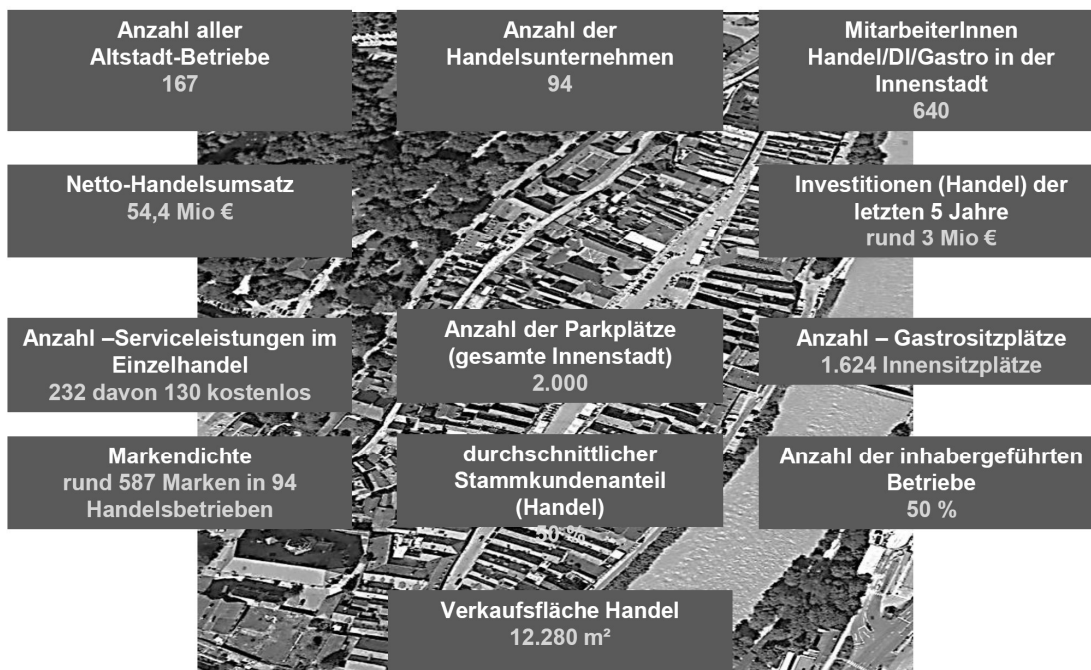 Anzahl aller
Altstadt-Betriebe
167
Anzahl der
Handelsunternehmen
94
MitarbeiterInnen
Handel/Dl/Gastro in der
Innenstadt
640
Netto-Handelsumsatz
54,4 Mio €
Investitionen (Handel) der
letzten 5 Jahre
rund 3 Mio €
Anzahl –Serviceleistungen im
Einzelhandel
232 davon 130 kostenlos
Anzahl der Parkplätze
(gesamte Innenstadt)
2.000
Anzahl – Gastrositzplätze
1.624 Innensitzplätze
Markendichte
rund 587 Marken in 94
Handelsbetrieben
durchschnittlicher
Stammkundenanteil
(Handel)
50 %
Anzahl der inhabergeführten
Betriebe
50 %
Verkaufsfläche Handel
12.280 m²